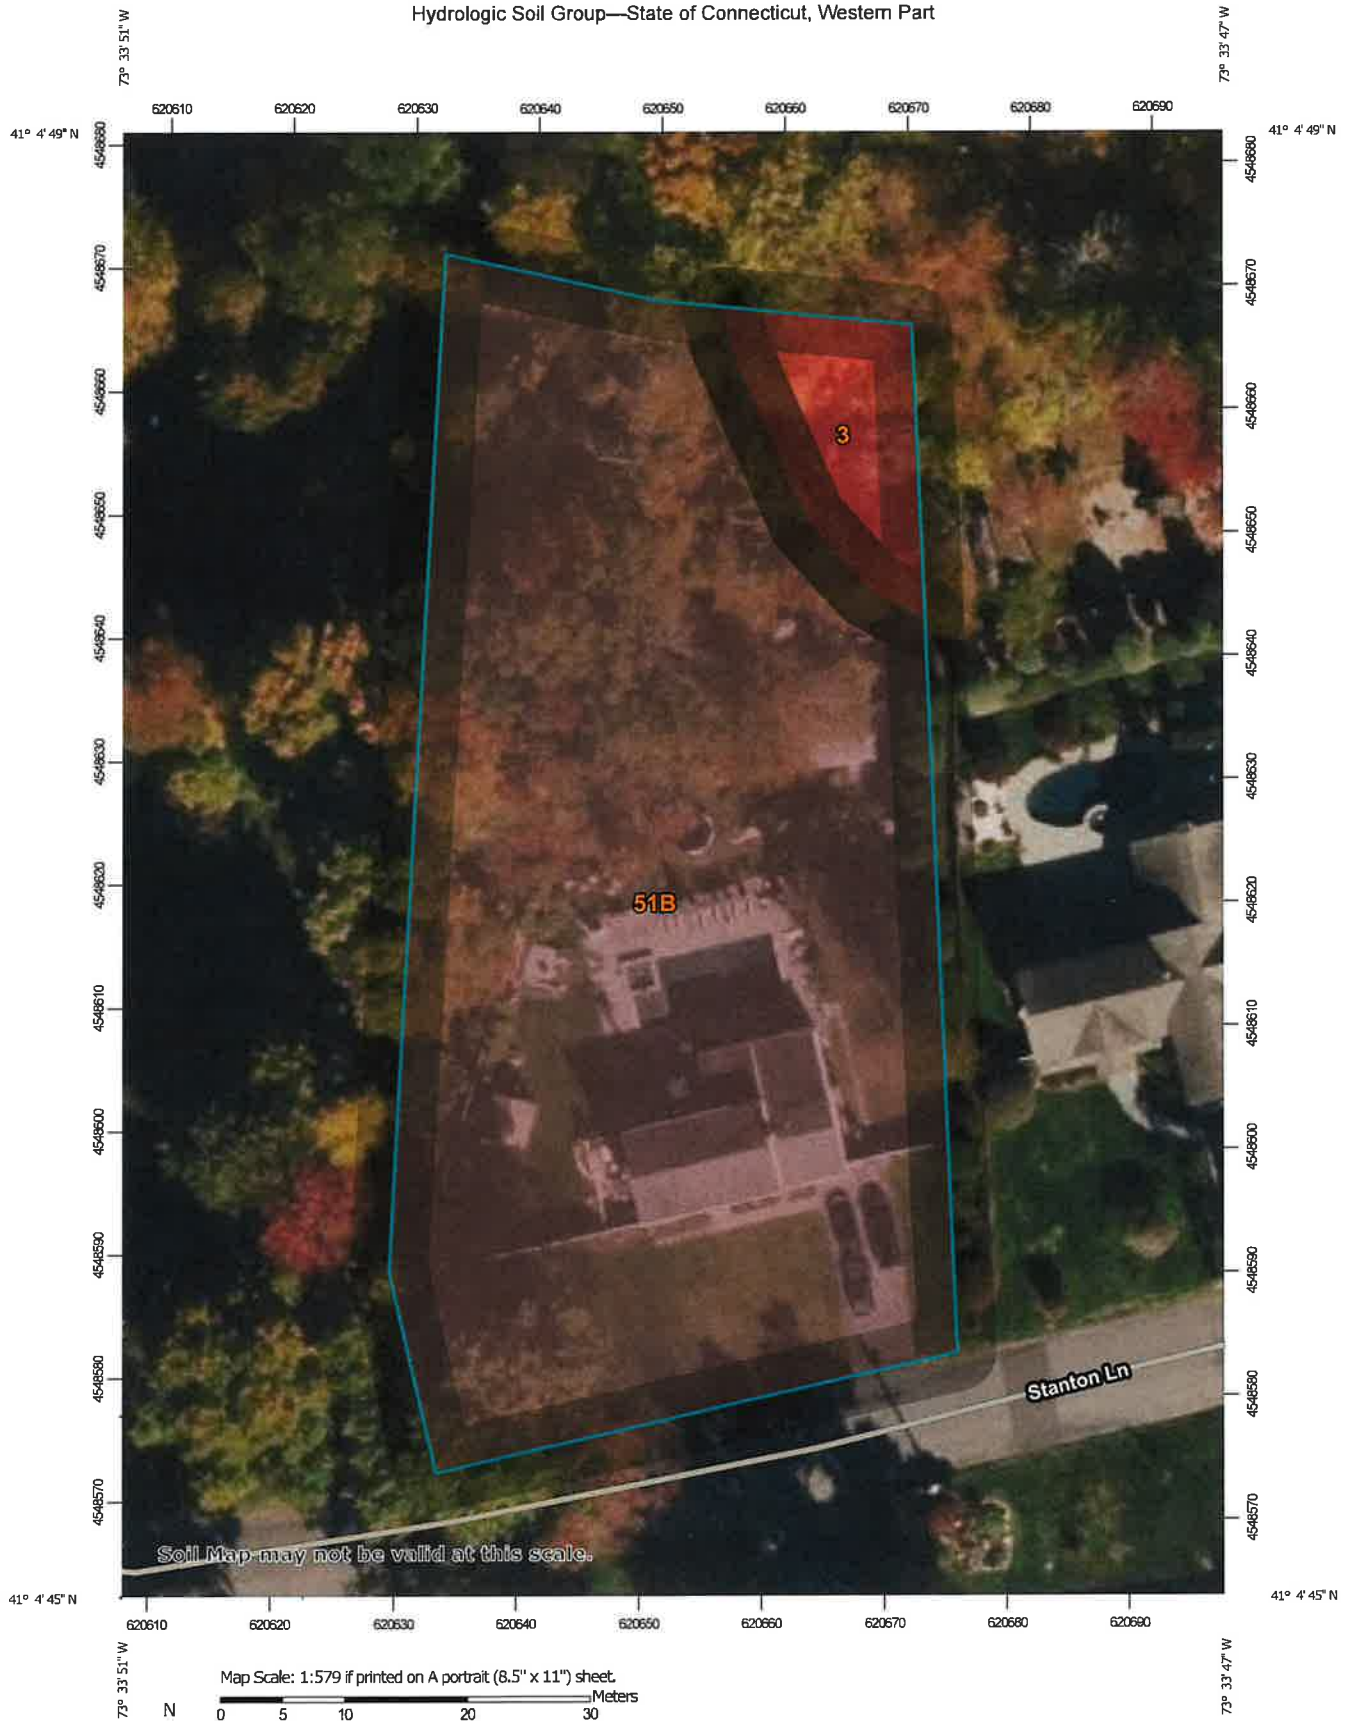 Hydrologic Soil Group—State of Connecticut, Western Part
73° 33' 51" W
73° 33' 47" W
620610 620620 620630 620640 620650 620660 620670 620680 620690
41° 4' 49" N
41° 4' 49" N
4548680
4548680
4548670
4548670
4548660
4548660
3
4548650
4548650
4548640
4548640
4548630
4548630
4548620
4548620
51B
4548610
4548610
4548600
4548600
4548590
4548590
4548580
4548580
Stanton Ln
4548570
4548570
Soil Map may not be valid at this scale.
41° 4' 45" N
41° 4' 45" N
620610 620620 620630 620640 620650 620660 620670 620680 620690
73° 33' 51" W
73° 33' 47" W
Map Scale: 1:579 if printed on A portrait (8.5" x 11") sheet.
Meters
N
0 5 10 20 30